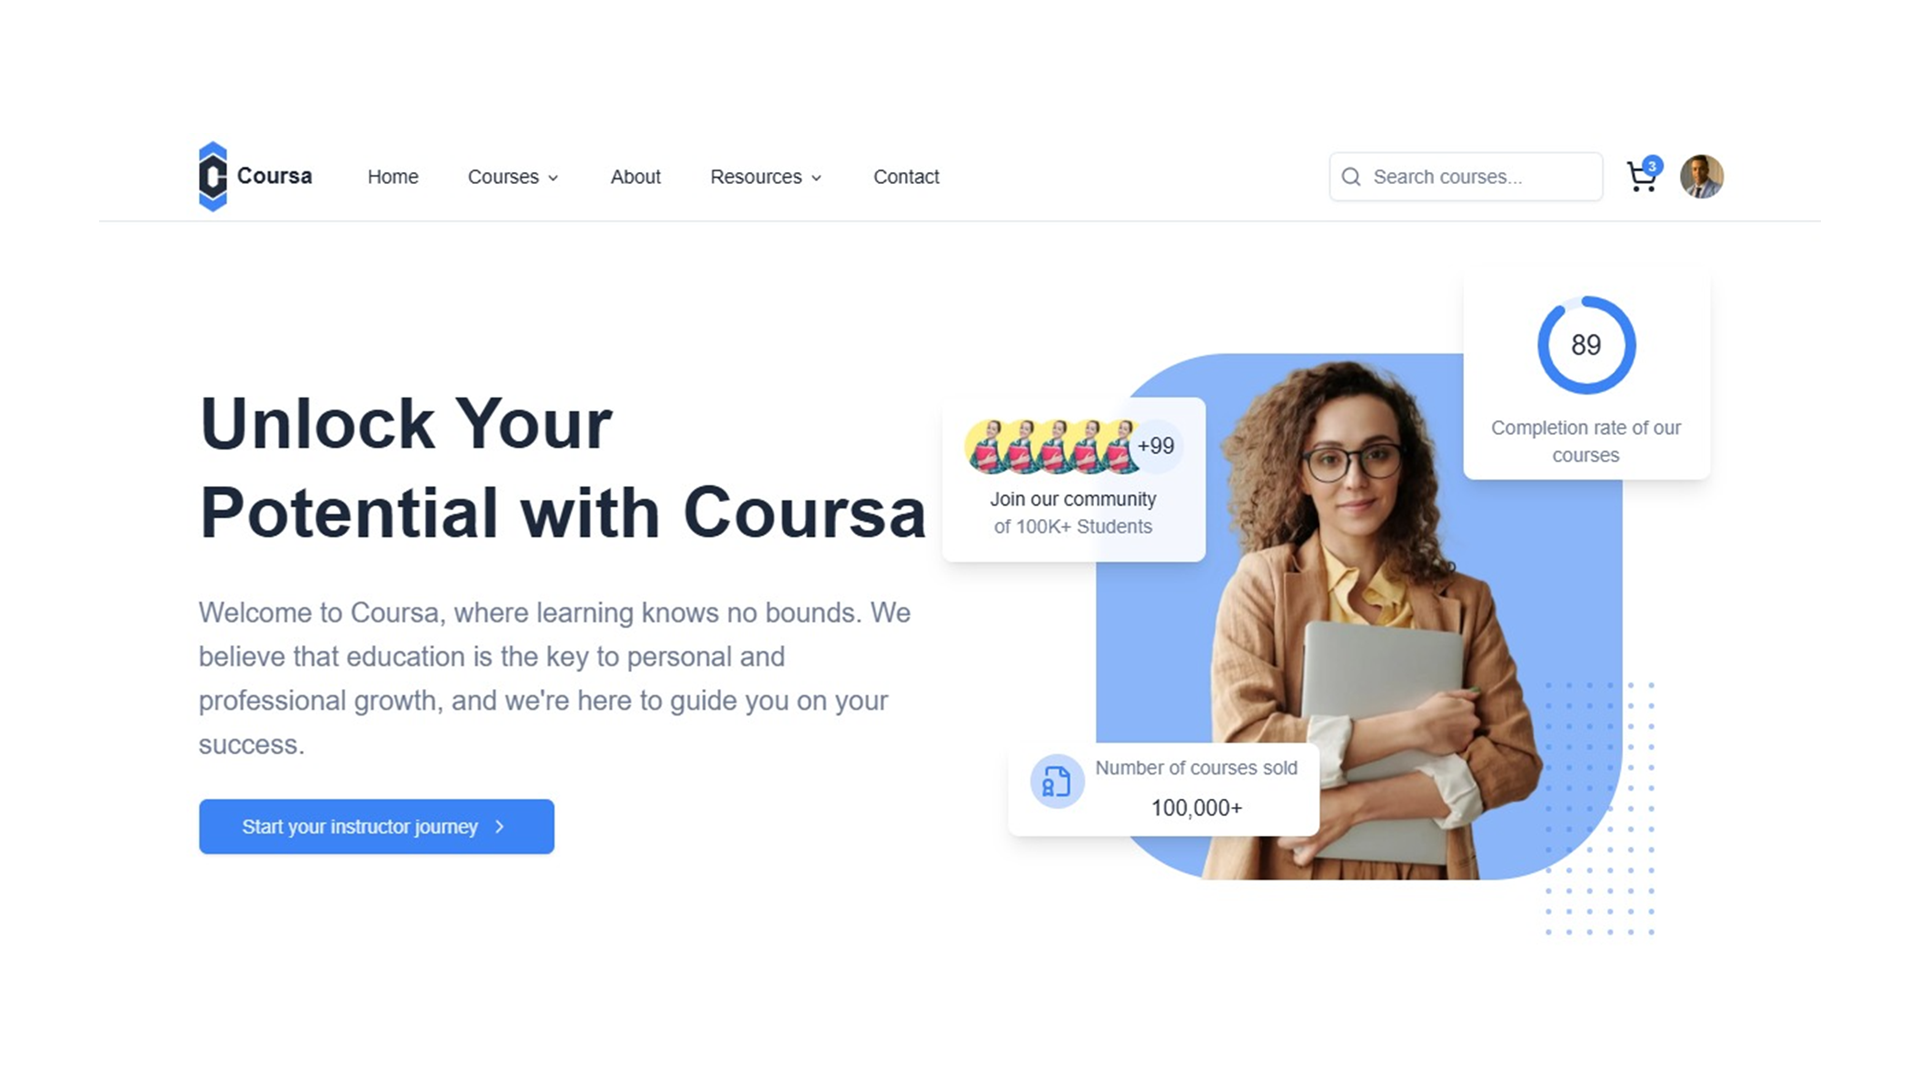 Coursa
Home
Courses
About
Resources
Contact
Search courses...
3
Unlock Your
Potential with Coursa
Welcome to Coursa, where learning knows no bounds. We
believe that education is the key to personal and
professional growth, and we're here to guide you on your
success.
Start your instructor journey
+99
Join our community
of 100K+ Students
89
Completion rate of our
courses
Number of courses sold
100,000+